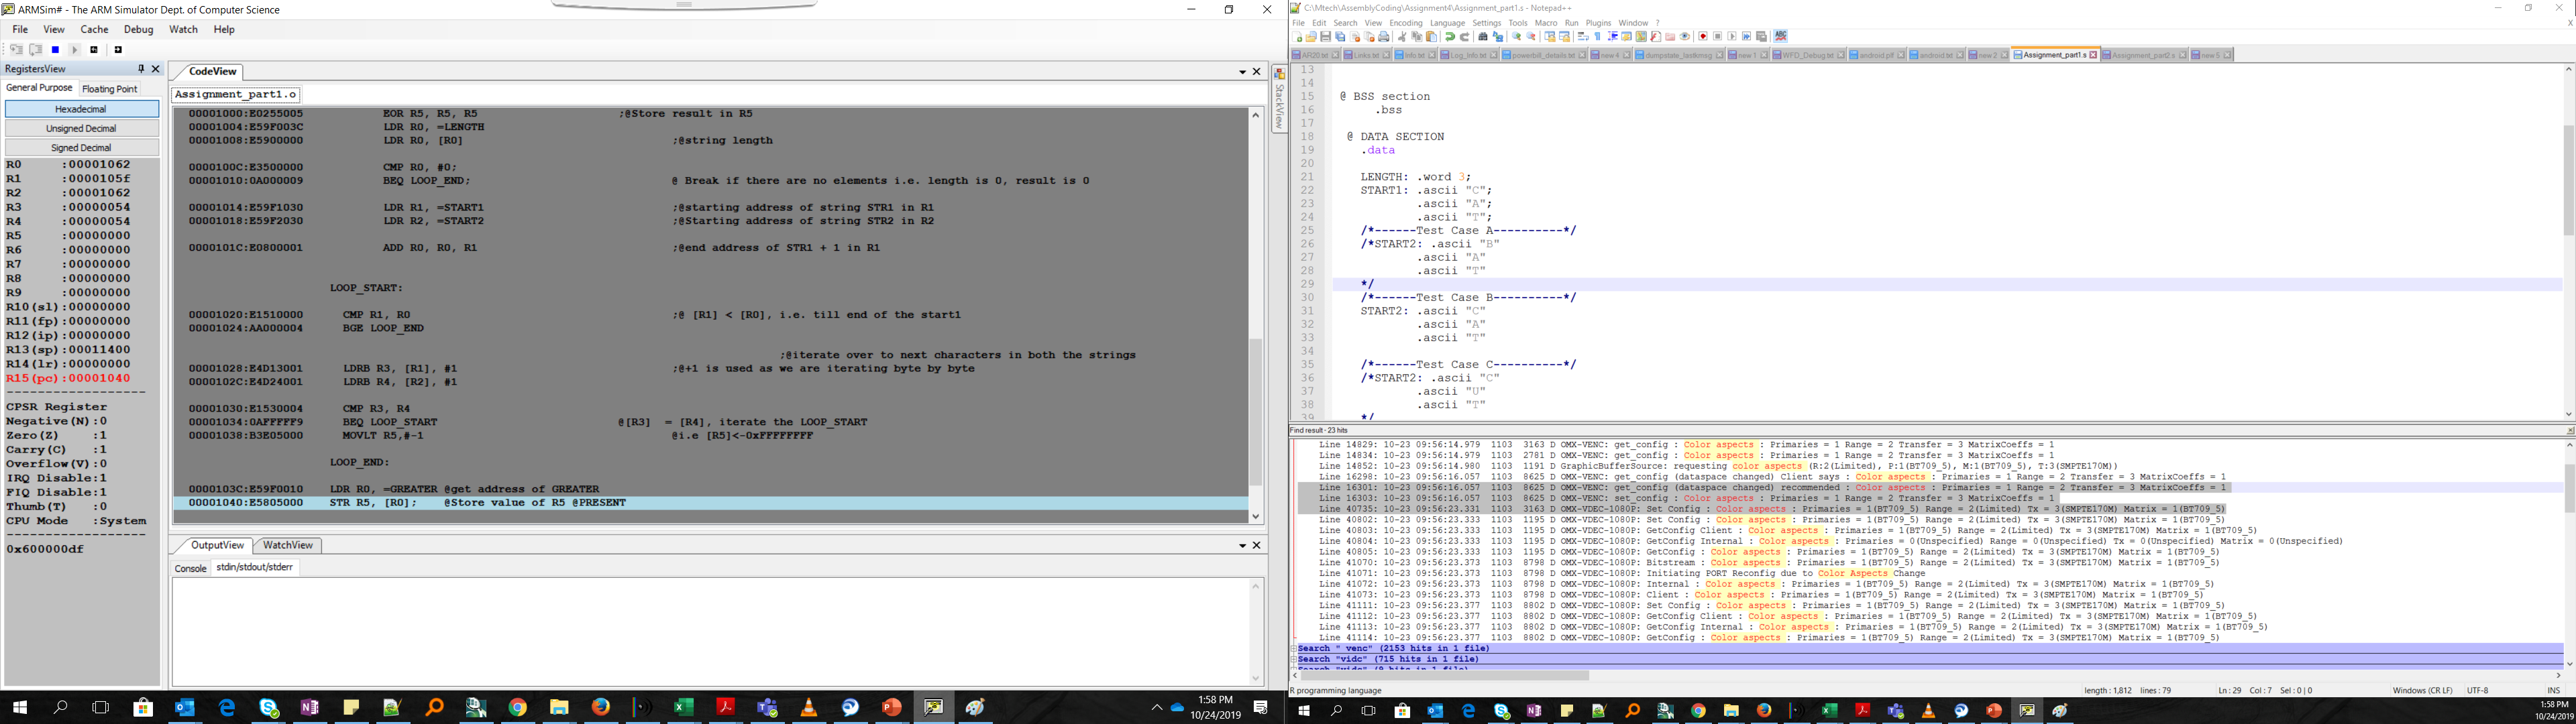 ARMSim# - The ARM Simulator Dept. of Computer Science
File View Cache Debug Watch Help
RegistersView
General Purpose Floating Point
Hexadecimal
Unsigned Decimal
Signed Decimal
R0 :00001062
R1 :0000105f
R2 :00001062
R3 :00000054
R4 :00000054
R5 :00000000
R6 :00000000
R7 :00000000
R8 :00000000
R9 :00000000
R10(sl):00000000
R11(fp):00000000
R12(ip):00000000
R13(sp):00011400
R14(lr):00000000
R15(pc):00001040
--------------------
CPSR Register
Negative(N):0
Zero(Z) :1
Carry(C) :1
Overflow(V):0
IRQ Disable:1
FIQ Disable:1
Thumb(T) :0
CPU Mode :System
--------------------
0x600000df
CodeView
Assignment_part1.o
00001000:E0255005 EOR R5, R5, R5 ;@Store result in R5
00001004:E59F003C LDR R0, =LENGTH
00001008:E5900000 LDR R0, [R0] ;@string length
0000100C:E3500000 CMP R0, #0;
00001010:0A000009 BEQ LOOP_END; @ Break if there are no elements i.e. length is 0, result is 0
00001014:E59F1030 LDR R1, =START1 ;@starting address of string STR1 in R1
00001018:E59F2030 LDR R2, =START2 ;@Starting address of string STR2 in R2
0000101C:E0800001 ADD R0, R0, R1 ;@end address of STR1 + 1 in R1
LOOP_START:
00001020:E1510000 CMP R1, R0 ;@ [R1] < [R0], i.e. till end of the start1
00001024:AA000004 BGE LOOP_END
;@iterate over to next characters in both the strings
00001028:E4D13001 LDRB R3, [R1], #1 ;@+1 is used as we are iterating byte by byte
0000102C:E4D24001 LDRB R4, [R2], #1
00001030:E1530004 CMP R3, R4
00001034:0AFFFFF9 BEQ LOOP_START @[R3] = [R4], iterate the LOOP_START
00001038:B3E05000 MOVLT R5,#-1 @i.e [R5]<-0xFFFFFFFF
LOOP_END:
0000103C:E59F0010 LDR R0, =GREATER @get address of GREATER
00001040:E5805000 STR R5, [R0]; @Store value of R5 @PRESENT
StackView
OutputView WatchView
Console stdin/stdout/stderr
1:58 PM
10/24/2019
C:\Mtech\AssemblyCoding\Assignment4\Assignment_part1.s - Notepad++
File Edit Search View Encoding Language Settings Tools Macro Run Plugins Window ?
AR20.txt Links.txt Info.txt Log_Info.txt powerbill_details.txt new 4 dumpstate_lastkmsg new 1 WFD_Debug.txt android.pll android.txt new 2 Assignment_part1.s Assignment_part2.s new 5
13
14
15 @ BSS section
16 .bss
17
18 @ DATA SECTION
19 .data
20
21 LENGTH: .word 3;
22 START1: .ascii "C";
23 .ascii "A";
24 .ascii "T";
25 /*------Test Case A----------*/
26 /*START2: .ascii "B"
27 .ascii "A"
28 .ascii "T"
29 */
30 /*------Test Case B----------*/
31 START2: .ascii "C"
32 .ascii "A"
33 .ascii "T"
34
35 /*------Test Case C----------*/
36 /*START2: .ascii "C"
37 .ascii "U"
38 .ascii "T"
39 */
Find result - 23 hits
Line 14829: 10-23 09:56:14.979 1103 3163 D OMX-VENC: get_config : Color aspects : Primaries = 1 Range = 2 Transfer = 3 MatrixCoeffs = 1
Line 14834: 10-23 09:56:14.979 1103 2781 D OMX-VENC: get_config : Color aspects : Primaries = 1 Range = 2 Transfer = 3 MatrixCoeffs = 1
Line 14852: 10-23 09:56:14.980 1103 1191 D GraphicBufferSource: requesting color aspects (R:2(Limited), P:1(BT709_5), M:1(BT709_5), T:3(SMPTE170M))
Line 16298: 10-23 09:56:16.057 1103 8625 D OMX-VENC: get_config (dataspace changed) Client says : Color aspects : Primaries = 1 Range = 2 Transfer = 3 MatrixCoeffs = 1
Line 16301: 10-23 09:56:16.057 1103 8625 D OMX-VENC: get_config (dataspace changed) recommended : Color aspects : Primaries = 1 Range = 2 Transfer = 3 MatrixCoeffs = 1
Line 16303: 10-23 09:56:16.057 1103 8625 D OMX-VENC: set_config : Color aspects : Primaries = 1 Range = 2 Transfer = 3 MatrixCoeffs = 1
Line 40735: 10-23 09:56:23.331 1103 3163 D OMX-VDEC-1080P: Set Config : Color aspects : Primaries = 1(BT709_5) Range = 2(Limited) Tx = 3(SMPTE170M) Matrix = 1(BT709_5)
Line 40802: 10-23 09:56:23.333 1103 1195 D OMX-VDEC-1080P: Set Config : Color aspects : Primaries = 1(BT709_5) Range = 2(Limited) Tx = 3(SMPTE170M) Matrix = 1(BT709_5)
Line 40803: 10-23 09:56:23.333 1103 1195 D OMX-VDEC-1080P: GetConfig Client : Color aspects : Primaries = 1(BT709_5) Range = 2(Limited) Tx = 3(SMPTE170M) Matrix = 1(BT709_5)
Line 40804: 10-23 09:56:23.333 1103 1195 D OMX-VDEC-1080P: GetConfig Internal : Color aspects : Primaries = 0(Unspecified) Range = 0(Unspecified) Tx = 0(Unspecified) Matrix = 0(Unspecified)
Line 40805: 10-23 09:56:23.333 1103 1195 D OMX-VDEC-1080P: GetConfig : Color aspects : Primaries = 1(BT709_5) Range = 2(Limited) Tx = 3(SMPTE170M) Matrix = 1(BT709_5)
Line 41070: 10-23 09:56:23.371 1103 8798 D OMX-VDEC-1080P: Bitstream : Color aspects : Primaries = 1(BT709_5) Range = 2(Limited) Tx = 3(SMPTE170M) Matrix = 1(BT709_5)
Line 41071: 10-23 09:56:23.371 1103 8798 D OMX-VDEC-1080P: Initiating PORT Reconfig due to Color Aspects Change
Line 41072: 10-23 09:56:23.371 1103 8798 D OMX-VDEC-1080P: Internal : Color aspects : Primaries = 1(BT709_5) Range = 2(Limited) Tx = 3(SMPTE170M) Matrix = 1(BT709_5)
Line 41073: 10-23 09:56:23.371 1103 8798 D OMX-VDEC-1080P: Client : Color aspects : Primaries = 1(BT709_5) Range = 2(Limited) Tx = 3(SMPTE170M) Matrix = 1(BT709_5)
Line 41111: 10-23 09:56:23.377 1103 8802 D OMX-VDEC-1080P: Set Config : Color aspects : Primaries = 1(BT709_5) Range = 2(Limited) Tx = 3(SMPTE170M) Matrix = 1(BT709_5)
Line 41112: 10-23 09:56:23.377 1103 8802 D OMX-VDEC-1080P: GetConfig Client : Color aspects : Primaries = 1(BT709_5) Range = 2(Limited) Tx = 3(SMPTE170M) Matrix = 1(BT709_5)
Line 41113: 10-23 09:56:23.377 1103 8802 D OMX-VDEC-1080P: GetConfig Internal : Color aspects : Primaries = 1(BT709_5) Range = 2(Limited) Tx = 3(SMPTE170M) Matrix = 1(BT709_5)
Line 41114: 10-23 09:56:23.377 1103 8802 D OMX-VDEC-1080P: GetConfig : Color aspects : Primaries = 1(BT709_5) Range = 2(Limited) Tx = 3(SMPTE170M) Matrix = 1(BT709_5)
Search " venc" (2153 hits in 1 file)
Search "vidc" (715 hits in 1 file)
R programming language length : 1,812 lines : 79 Ln : 29 Col : 7 Sel : 0 | 0 Windows (CR LF) UTF-8 INS
1:58 PM
10/24/2019